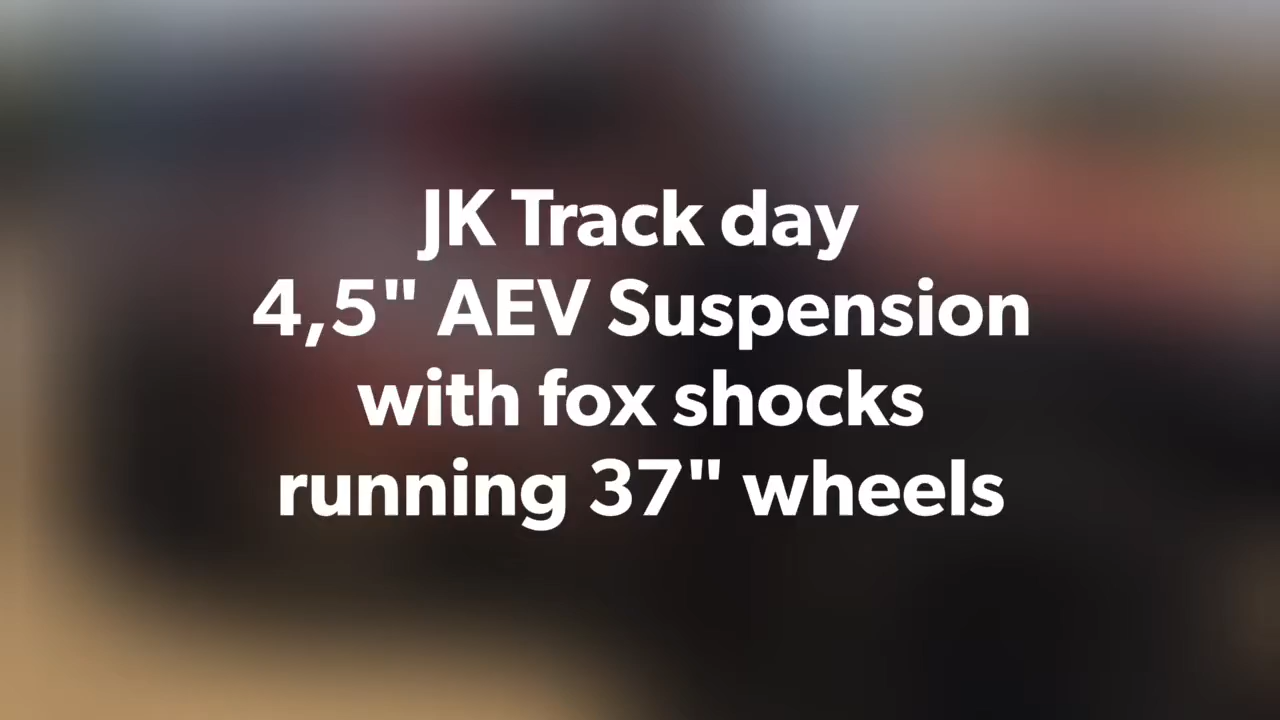 JK Track day
4,5" AEV Suspension
with fox shocks
running 37" wheels